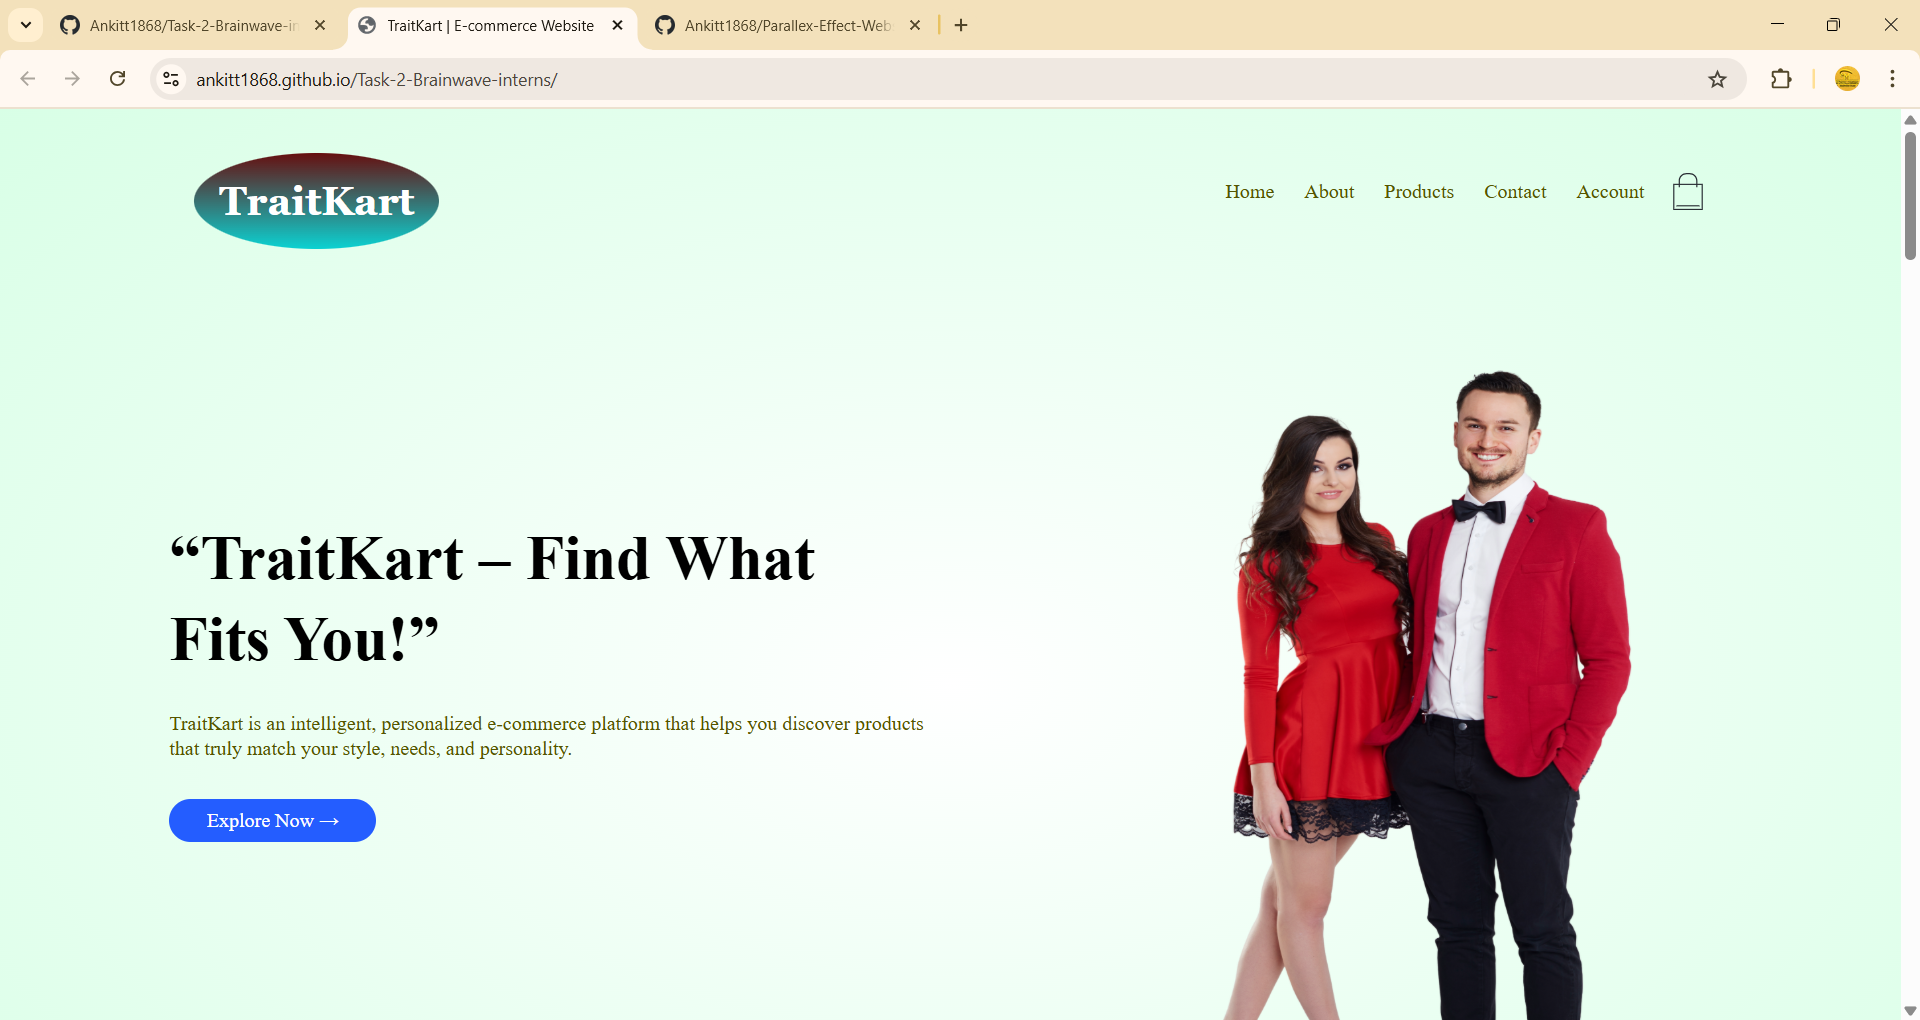 Ankitt1868/Task-2-Brainwave-in
TraitKart | E-commerce Website
Ankitt1868/Parallex-Effect-Web
ankitt1868.github.io/Task-2-Brainwave-interns/
TraitKart
Home About Products Contact Account
“TraitKart – Find What
Fits You!”
TraitKart is an intelligent, personalized e-commerce platform that helps you discover products
that truly match your style, needs, and personality.
Explore Now →